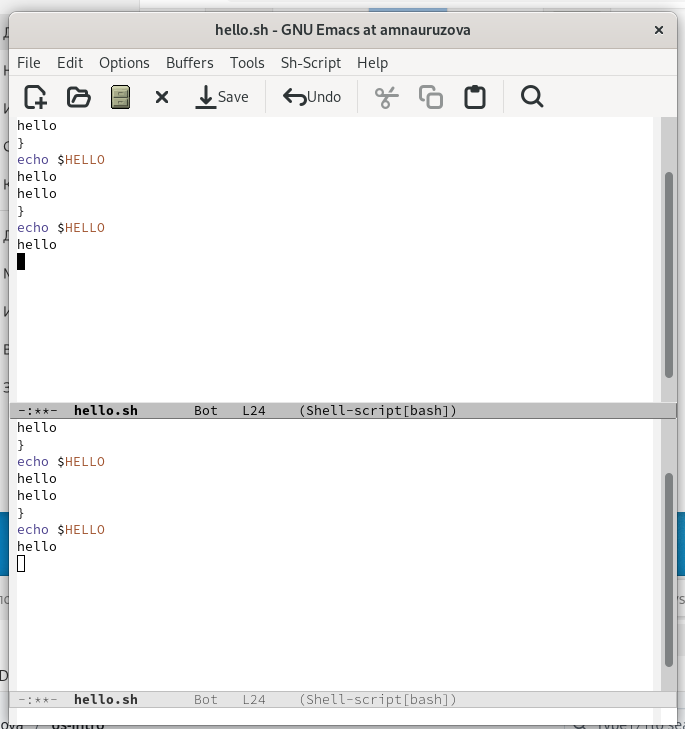 hello.sh - GNU Emacs at amnauruzova
File Edit Options Buffers Tools Sh-Script Help
Save Undo
hello
}
echo $HELLO
hello
hello
}
echo $HELLO
hello
-:**- hello.sh Bot L24 (Shell-script[bash])
hello
}
echo $HELLO
hello
hello
}
echo $HELLO
hello
-:**- hello.sh Bot L24 (Shell-script[bash])